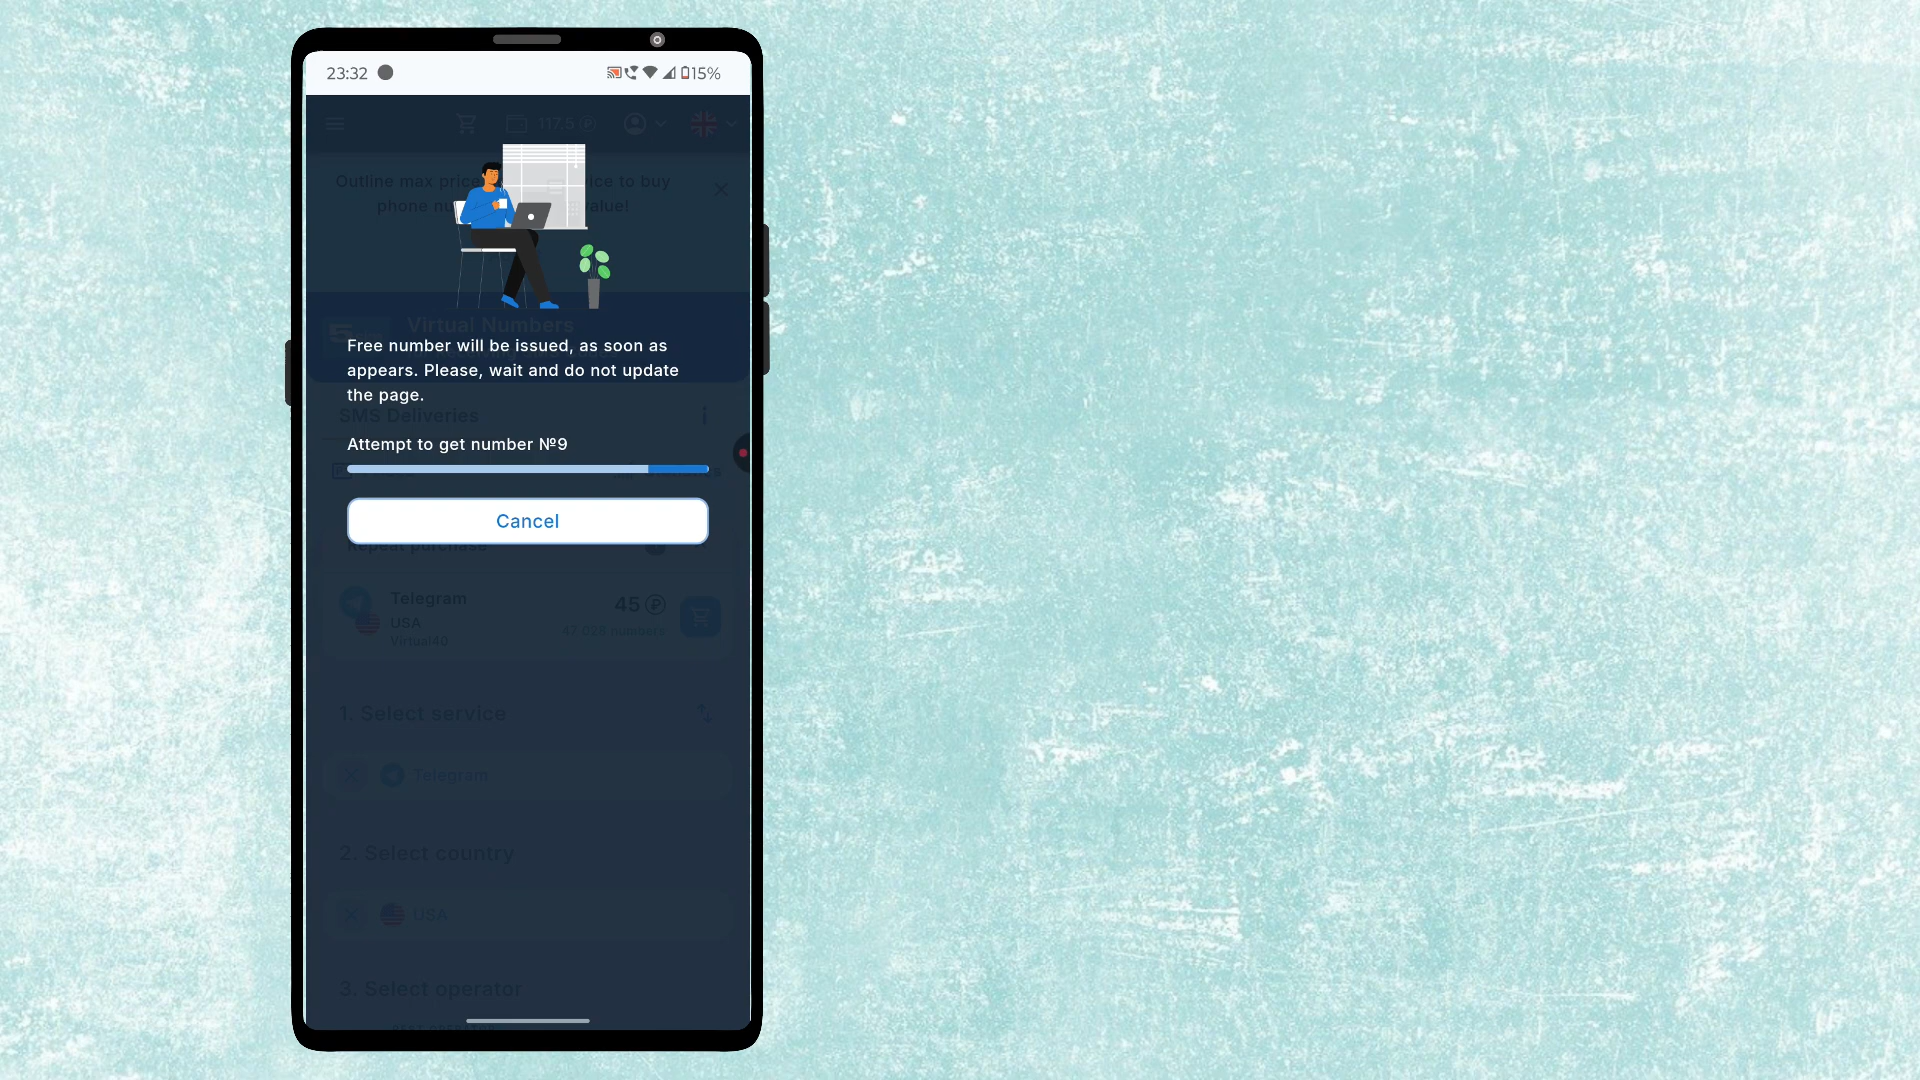 23:32
15%
117,5
Outline max price
ice to buy
phone nu
alue!
Virtual Numbers
Free number will be issued, as soon as
appears. Please, wait and do not update
the page.
SMS Deliveries
Attempt to get number №9
Cancel
Repeat purchase
Telegram
45
USA
47 028 numbers
Virtual40
1. Select service
Telegram
2. Select country
USA
3. Select operator